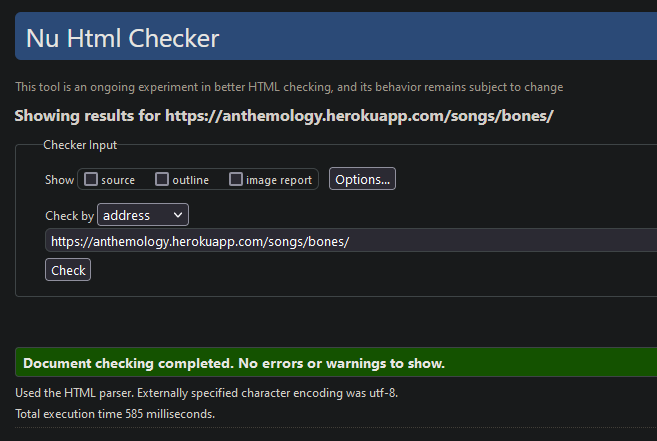 Nu Html Checker
This tool is an ongoing experiment in better HTML checking, and its behavior remains subject to change
Showing results for https://anthemology.herokuapp.com/songs/bones/
Checker Input
Show source outline image report Options...
Check by address
https://anthemology.herokuapp.com/songs/bones/
Check
Document checking completed. No errors or warnings to show.
Used the HTML parser. Externally specified character encoding was utf-8.
Total execution time 585 milliseconds.